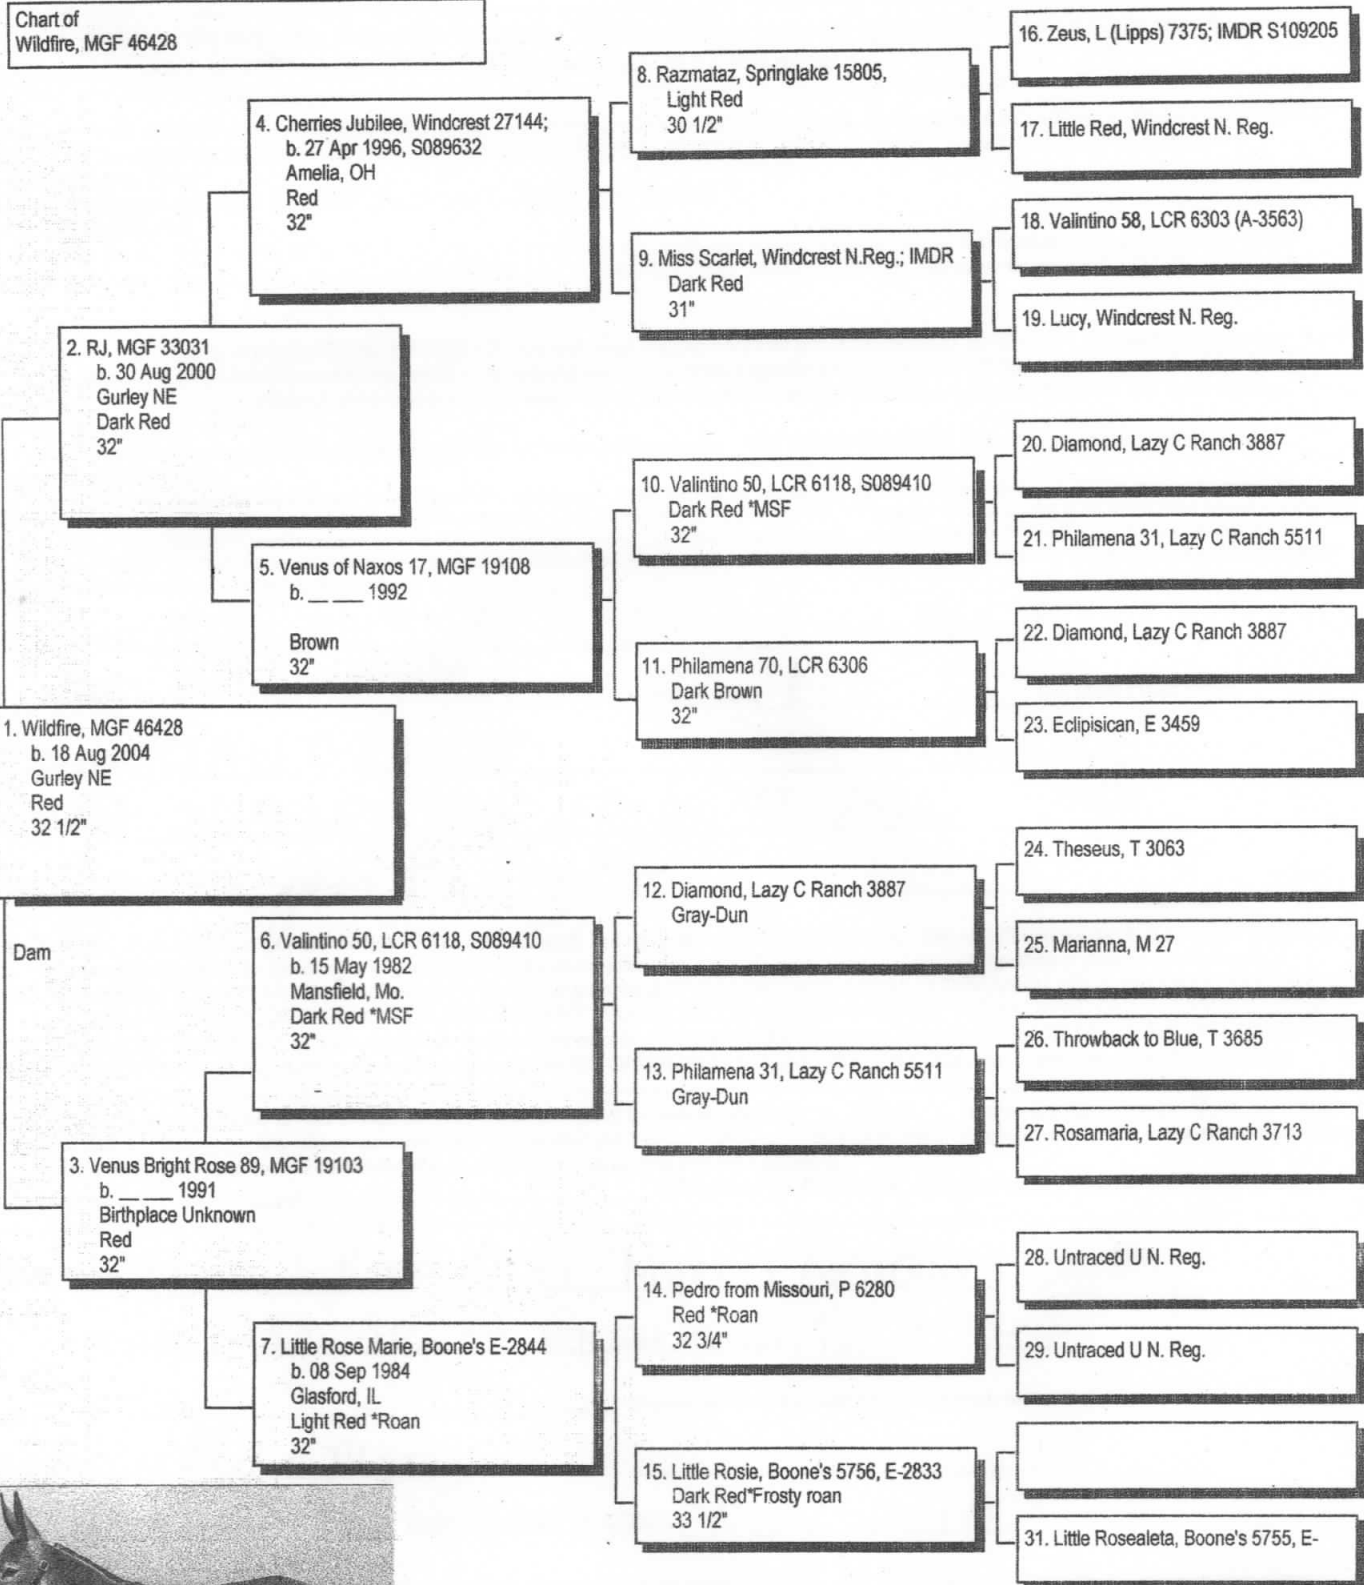 Chart of
Wildfire, MGF 46428
1. Wildfire, MGF 46428
b. 18 Aug 2004
Gurley NE
Red
32 1/2"
Dam
2. RJ, MGF 33031
b. 30 Aug 2000
Gurley NE
Dark Red
32"
3. Venus Bright Rose 89, MGF 19103
b. __ ___ 1991
Birthplace Unknown
Red
32"
4. Cherries Jubilee, Windcrest 27144;
b. 27 Apr 1996, S089632
Amelia, OH
Red
32"
5. Venus of Naxos 17, MGF 19108
b. __ ___ 1992
Brown
32"
6. Valintino 50, LCR 6118, S089410
b. 15 May 1982
Mansfield, Mo.
Dark Red *MSF
32"
7. Little Rose Marie, Boone's E-2844
b. 08 Sep 1984
Glasford, IL
Light Red *Roan
32"
8. Razmataz, Springlake 15805,
Light Red
30 1/2"
9. Miss Scarlet, Windcrest N.Reg.; IMDR
Dark Red
31"
10. Valintino 50, LCR 6118, S089410
Dark Red *MSF
32"
11. Philamena 70, LCR 6306
Dark Brown
32"
12. Diamond, Lazy C Ranch 3887
Gray-Dun
13. Philamena 31, Lazy C Ranch 5511
Gray-Dun
14. Pedro from Missouri, P 6280
Red *Roan
32 3/4"
15. Little Rosie, Boone's 5756, E-2833
Dark Red*Frosty roan
33 1/2"
16. Zeus, L (Lipps) 7375; IMDR S109205
17. Little Red, Windcrest N. Reg.
18. Valintino 58, LCR 6303 (A-3563)
19. Lucy, Windcrest N. Reg.
20. Diamond, Lazy C Ranch 3887
21. Philamena 31, Lazy C Ranch 5511
22. Diamond, Lazy C Ranch 3887
23. Eclipisican, E 3459
24. Theseus, T 3063
25. Marianna, M 27
26. Throwback to Blue, T 3685
27. Rosamaria, Lazy C Ranch 3713
28. Untraced U N. Reg.
29. Untraced U N. Reg.
31. Little Rosealeta, Boone's 5755, E-